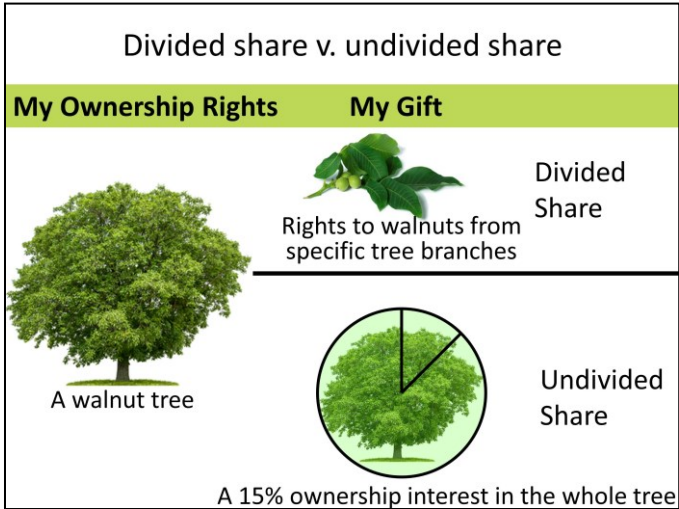 Divided share v. undivided share
My Ownership Rights
My Gift
A walnut tree
Rights to walnuts from
specific tree branches
Divided
Share
Undivided
Share
A 15% ownership interest in the whole tree